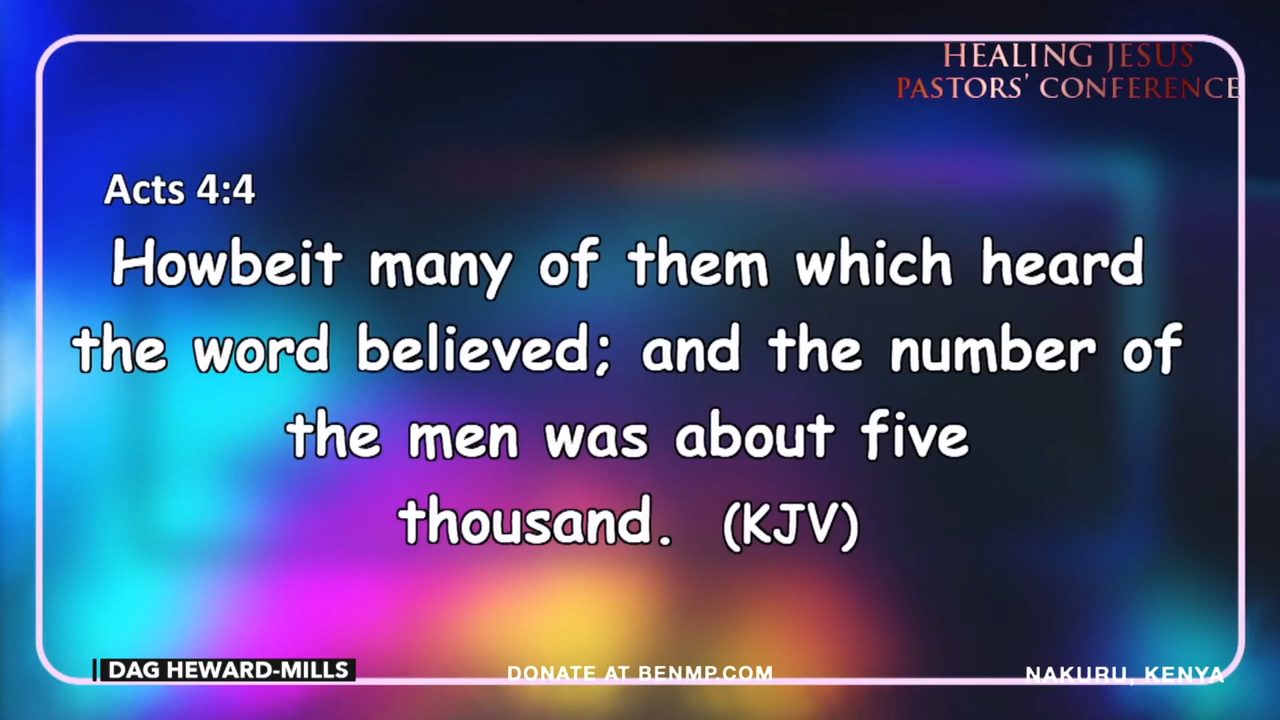 HEALING JESUS
PASTORS' CONFERENCE
Acts 4:4
Howbeit many of them which heard
the word believed; and the number of
the men was about five
thousand. (KJV)
DAG HEWARD-MILLS
DONATE AT BENMP.COM
NAKURU, KENYA